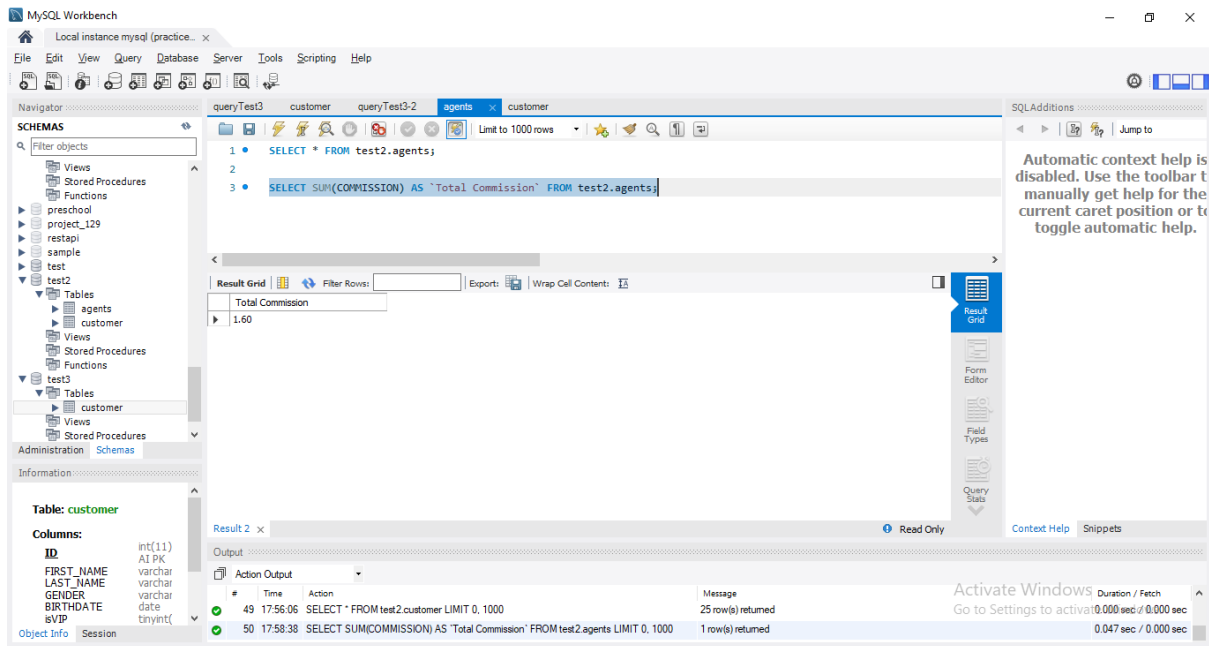 MySQL Workbench
Local instance mysql (practice... ×
File Edit View Query Database Server Tools Scripting Help
Navigator
SCHEMAS
Filter objects
Views
Stored Procedures
Functions
preschool
project_129
restapi
sample
test
test2
Tables
agents
customer
Views
Stored Procedures
Functions
test3
Tables
customer
Views
Stored Procedures
Administration Schemas
Information
Table: customer
Columns:
ID int(11) AI PK
FIRST_NAME varchar
LAST_NAME varchar
GENDER varchar
BIRTHDATE date
isVIP tinyint(
Object Info Session
queryTest3 customer queryTest3-2 agents × customer
Limit to 1000 rows
1 SELECT * FROM test2.agents;
2
3 SELECT SUM(COMMISSION) AS `Total Commission` FROM test2.agents;
Result Grid Filter Rows: Export: Wrap Cell Content:
Total Commission
1.60
Result Grid
Form Editor
Field Types
Query Stats
Result 2 × Read Only
SQLAdditions
Jump to
Automatic context help is
disabled. Use the toolbar t
manually get help for the
current caret position or to
toggle automatic help.
Context Help Snippets
Output
Action Output
# Time Action Message Duration / Fetch
49 17:56:06 SELECT * FROM test2.customer LIMIT 0, 1000 25 row(s) returned 0.000 sec / 0.000 sec
50 17:58:38 SELECT SUM(COMMISSION) AS `Total Commission` FROM test2.agents LIMIT 0, 1000 1 row(s) returned 0.047 sec / 0.000 sec
Activate Windows
Go to Settings to activate